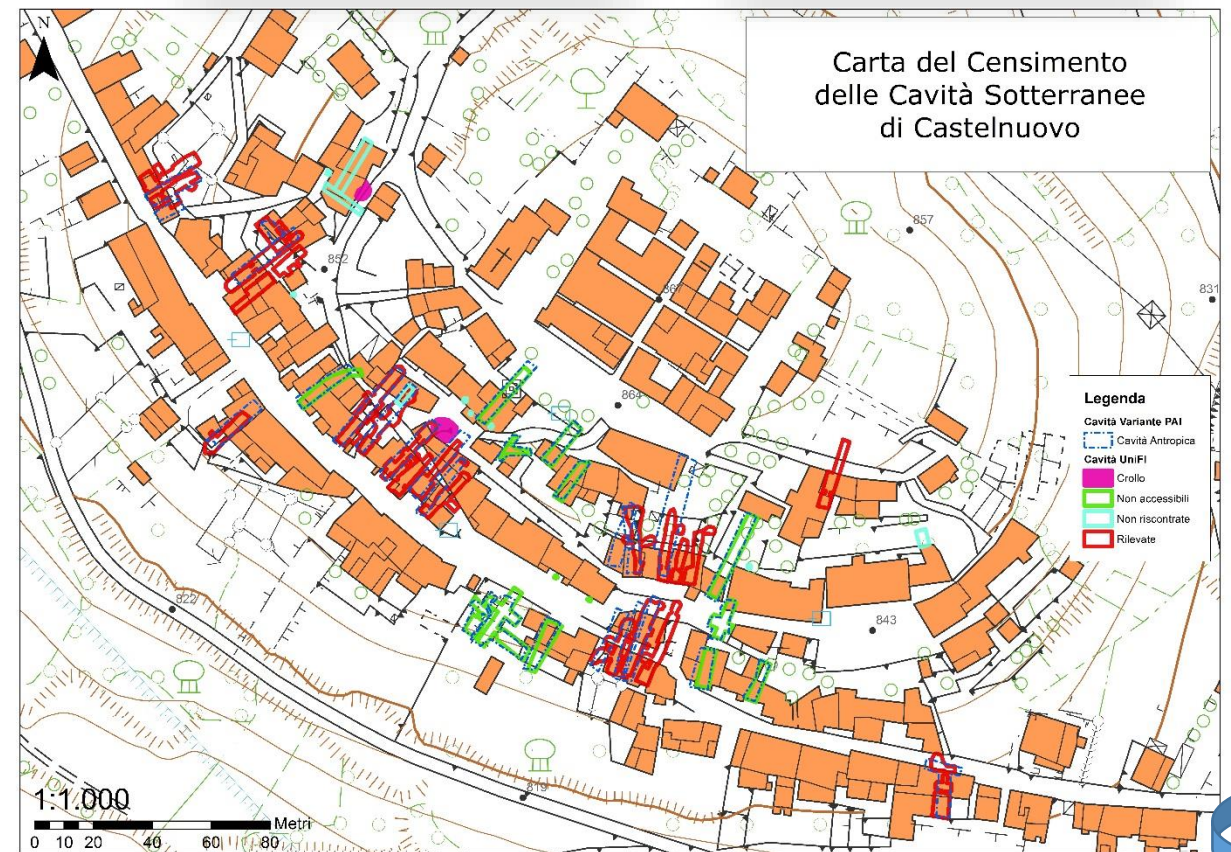 N
Carta del Censimento
delle Cavità Sotterranee
di Castelnuovo
857
852
831
864
Legenda
Cavità Variante PAI
Cavità Antropica
Cavità UniFI
Crollo
Non accessibili
Non riscontrate
Rilevate
822
843
819
1:1.000
Metri
0 10 20 40 60 80